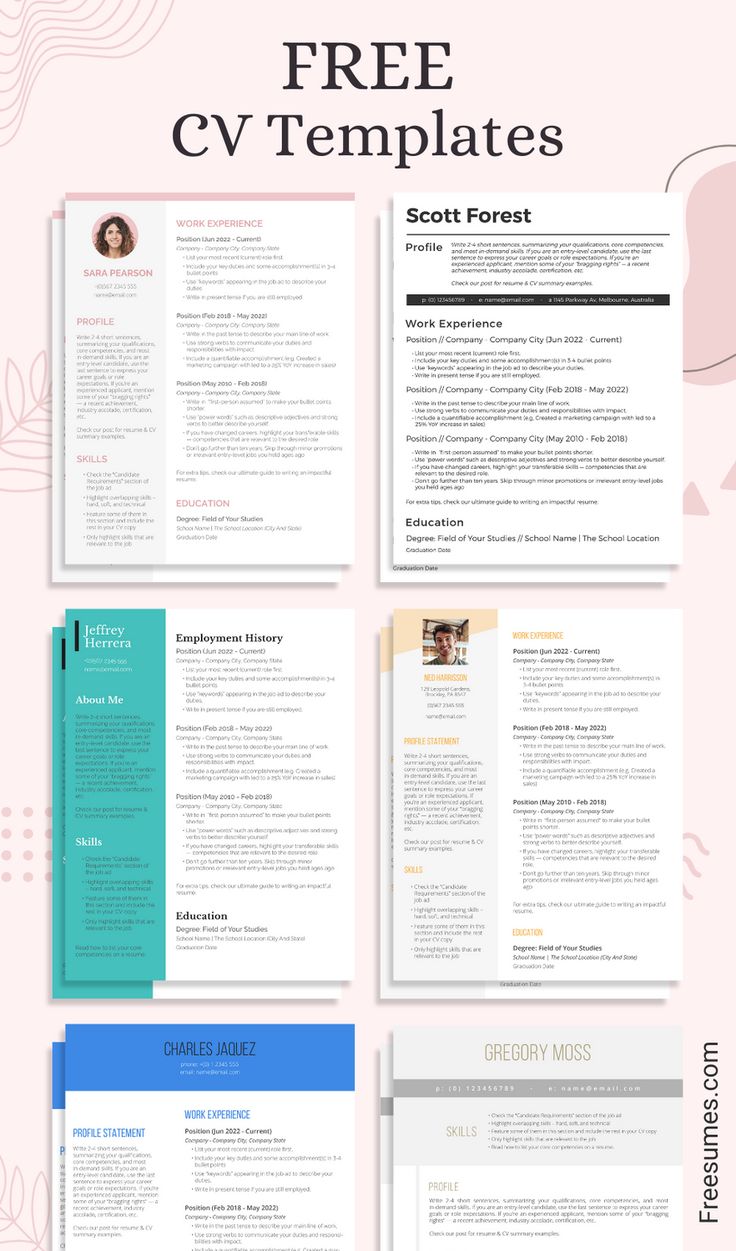 FREE
CV Templates
SARA PEARSON
name@email.com
PROFILE
Write 2-4 short sentences,
summarizing your qualifications,
core competencies, and most
in-demand skills. If you are an
entry-level candidate, use the
last sentence to express your
career goals or role
expectations. If you're an
experienced applicant, mention
some of your "bragging rights"
— a recent achievement,
industry accolade, certification,
etc.
Check our post for resume & CV
summary examples.
SKILLS
• Check the "Candidate
Requirements" section of
the job ad
• Highlight overlapping skills –
hard, soft, and technical
• Feature some of them in
this section and include the
rest in your CV copy
• Only highlight skills that are
relevant to the job
WORK EXPERIENCE
Position (Jun 2022 - Current)
Company - Company City, Company State
• List your most recent (current) role first.
• Include your key duties and some accomplishment(s) in 3-4
bullet points
• Use "keywords" appearing in the job ad to describe your
duties.
• Write in present tense if you are still employed.
Position (Feb 2018 - May 2022)
Company - Company City, Company State
• Write in the past tense to describe your main line of work.
• Use strong verbs to communicate your duties and
responsibilities with impact.
• Include a quantifiable accomplishment (e.g. Created a
marketing campaign with led to a 25% YoY increase in sales)
Position (May 2010 - Feb 2018)
Company - Company City, Company State
• Write in "first-person assumed" to make your bullet points
shorter.
• Use "power words" such as descriptive adjectives and strong
verbs to better describe yourself.
• If you have changed careers, highlight your transferable skills
— competencies that are relevant to the desired role
• Don't go further than ten years. Skip through minor promotions
or irrelevant entry-level jobs you held ages ago
For extra tips, check our ultimate guide to writing an impactful
resume.
EDUCATION
Degree: Field of Your Studies
School Name | The School Location (City And State)
Graduation Date
Scott Forest
Profile
Write 2-4 short sentences, summarizing your qualifications, core competencies,
and most in-demand skills. If you are an entry-level candidate, use the last
sentence to express your career goals or role expectations. If you're an
experienced applicant, mention some of your "bragging rights" — a recent
achievement, industry accolade, certification, etc.
Check our post for resume & CV summary examples.
p: (0) 123456789 - e: name@email.com - a 1145 Parkway Av, Melbourne, Australia
Work Experience
Position // Company - Company City (Jun 2022 - Current)
- List your most recent (current) role first.
- Include your key duties and some accomplishment(s) in 3-4 bullet points
- Use "keywords" appearing in the job ad to describe your duties.
- Write in present tense if you are still employed.
Position // Company - Company City (Feb 2018 - May 2022)
- Write in the past tense to describe your main line of work.
- Use strong verbs to communicate your duties and responsibilities with impact.
- Include a quantifiable accomplishment (e.g, Created a marketing campaign with led to a
25% YoY increase in sales)
Position // Company - Company City (May 2010 - Feb 2018)
- Write in "first-person assumed" to make your bullet points shorter.
- Use "power words" such as descriptive adjectives and strong verbs to better describe yourself.
- If you have changed careers, highlight your transferable skills — competencies that are
relevant to the desired role.
- Don't go further than ten years. Skip through minor promotions or irrelevant entry-level jobs
you held ages ago
For extra tips, check our ultimate guide to writing an impactful resume.
Education
Degree: Field of Your Studies // School Name | The School Location
Graduation Date
Graduation Date
Jeffrey
Herrera
name@email.com
About Me
Write 2-4 short sentences,
summarizing your qualifications,
core competencies, and most
in-demand skills. If you are an
entry-level candidate, use the
last sentence to express your
career goals or role
expectations. If you're an
experienced applicant, mention
some of your "bragging rights"
— a recent achievement,
industry accolade, certification,
etc.
Check our post for resume &
CV summary examples.
Skills
• Check the "Candidate
Requirements" section of
the job ad
• Highlight overlapping skills
– hard, soft, and technical
• Feature some of them in
this section and include the
rest in your CV copy
• Only highlight skills that are
relevant to the job
Read how to list your core
competencies on a resume.
Employment History
Position (Jun 2022 - Current)
Company - Company City, Company State
• List your most recent (current) role first.
• Include your key duties and some accomplishment(s) in 3-4
bullet points
• Use "keywords" appearing in the job ad to describe your
duties.
• Write in present tense if you are still employed.
Position (Feb 2018 - May 2022)
Company - Company City, Company State
• Write in the past tense to describe your main line of work.
• Use strong verbs to communicate your duties and
responsibilities with impact.
• Include a quantifiable accomplishment (e.g. Created a
marketing campaign with led to a 25% YoY increase in sales)
Position (May 2010 - May 2018)
Company - Company City, Company State
• Write in "first-person assumed" to make your bullet points
shorter.
• Use "power words" such as descriptive adjectives and strong
verbs to better describe yourself
• If you have changed careers, highlight your transferable skills
— competencies that are relevant to the desired role.
• Don't go further than ten years. Skip through minor
promotions or irrelevant entry-level jobs you held ages ago.
For extra tips, check our ultimate guide to writing an impactful
resume.
Education
Degree: Field of Your Studies
School Name | The School Location (City And State)
Graduation Date
NED HARRISSON
129 Leopold Gardens,
Brockley, PA 8547
(0)567 2345 555
name@email.com
PROFILE STATEMENT
Write 2-4 short sentences,
summarizing your qualifications,
core competencies, and most
in-demand skills. If you are an
entry-level candidate, use the last
sentence to express your career
goals or role expectations. If
you're an experienced applicant,
mention some of your "bragging
rights" — a recent achievement,
industry accolade, certification,
etc.
Check our post for resume & CV
summary examples.
SKILLS
• Check the "Candidate
Requirements" section of the
job ad
• Highlight overlapping skills –
hard, soft, and technical
• Feature some of them in this
section and include the rest
in your CV copy
• Only highlight skills that are
relevant to the job
WORK EXPERIENCE
Position (Jun 2022 - Current)
Company - Company City, Company State
• List your most recent (current) role first.
• Include your key duties and some accomplishment(s) in
3-4 bullet points
• Use "keywords" appearing in the job ad to describe your
duties.
• Write in present tense if you are still employed.
Position (Feb 2018 - May 2022)
Company - Company City, Company State
• Write in the past tense to describe your main line of work.
• Use strong verbs to communicate your duties and
responsibilities with impact.
• Include a quantifiable accomplishment (e.g. Created a
marketing campaign with led to a 25% YoY increase in
sales)
Position (May 2010 - May 2018)
Company - Company City, Company State
• Write in "first-person assumed" to make your bullet points
shorter.
• Use "power words" such as descriptive adjectives and
strong verbs to better describe yourself.
• If you have changed careers, highlight your transferable
skills — competencies that are relevant to the desired
role.
• Don't go further than ten years. Skip through minor
promotions or irrelevant entry-level jobs you held ages
ago
For extra tips, check our ultimate guide to writing an impactful
resume.
EDUCATION
Degree: Field of Your Studies
School Name | The School Location (City And State)
Graduation Date
Graduation Date
CHARLES JAQUEZ
phone: +(0) 1 2345 555
email: name@email.com
PROFILE STATEMENT
Write 2-4 short sentences,
summarizing your qualifications,
core competencies, and most
in-demand skills. If you are an
entry-level candidate, use the last
sentence to express your career
goals or role expectations. If you're
an experienced applicant, mention
some of your "bragging rights" — a
recent achievement, industry
accolade, certification, etc.
Check our post for resume & CV
summary examples.
WORK EXPERIENCE
Position (Jun 2022 - Current)
Company - Company City, Company State
• List your most recent (current) role first.
• Include your key duties and some accomplishment(s) in 3-4
bullet points
• Use "keywords" appearing in the job ad to describe your
duties.
• Write in present tense if you are still employed.
Position (Feb 2018 - May 2022)
Company - Company City, Company State
• Write in the past tense to describe your main line of work.
• Use strong verbs to communicate your duties and
responsibilities with impact.
• Include a quantifiable accomplishment (e.g. Created a
GREGORY MOSS
p: (0) 123456789 - e: name@email.com
SKILLS
• Check the "Candidate Requirements" section of the job ad
• Highlight overlapping skills – hard, soft, and technical
• Feature some of them in this section and include the rest in your CV copy
• Only highlight skills that are relevant to the job
• Read how to list your core competencies on a resume.
PROFILE
Write 2-4 short sentences, summarizing your qualifications, core competencies, and most
in-demand skills. If you are an entry-level candidate, use the last sentence to express your
career goals or role expectations. If you're an experienced applicant, mention some of your
"bragging rights" — a recent achievement, industry accolade, certification, etc.
Check our post for resume & CV summary examples.
Freesumes.com